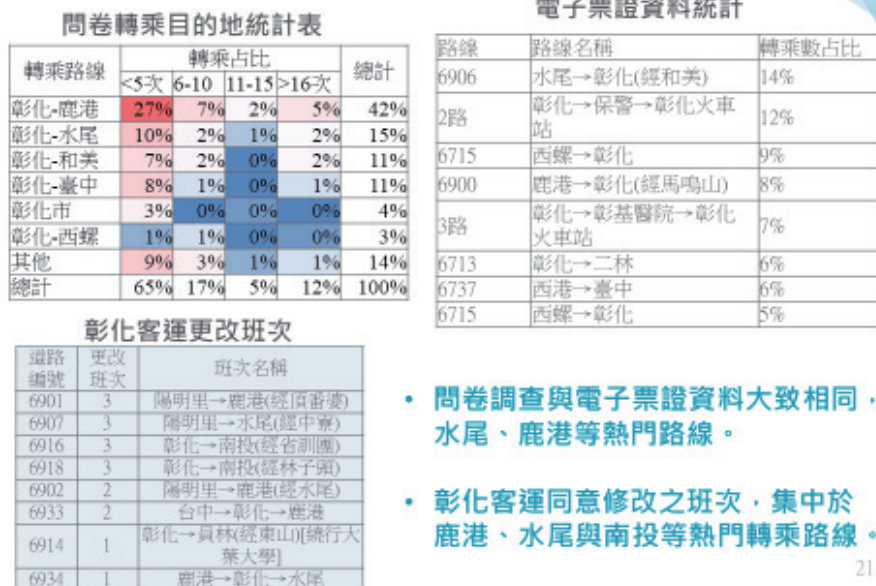 問卷轉乘目的地統計表
轉乘路線 轉乘占比 總計
<5次 6-10 11-15 >16次
彰化-鹿港 27% 7% 2% 5% 42%
彰化-水尾 10% 2% 1% 2% 15%
彰化-和美 7% 2% 0% 2% 11%
彰化-臺中 8% 1% 0% 1% 11%
彰化市 3% 0% 0% 0% 4%
彰化-西螺 1% 1% 0% 0% 3%
其他 9% 3% 1% 1% 14%
總計 65% 17% 5% 12% 100%
電子票證資料統計
路線 路線名稱 轉乘數占比
6906 水尾→彰化(經和美) 14%
2路 彰化→保警→彰化火車站 12%
6715 西螺→彰化 9%
6900 鹿港→彰化(經馬鳴山) 8%
3路 彰化→彰基醫院→彰化火車站 7%
6713 彰化→二林 6%
6737 西港→臺中 6%
6715 西螺→彰化 5%
彰化客運更改班次
道路編號 更改班次 班次名稱
6901 3 陽明里→鹿港(經頂番婆)
6907 3 陽明里→水尾(經中寮)
6916 3 彰化→南投(經省訓團)
6918 3 彰化→南投(經林子頭)
6902 2 陽明里→鹿港(經水尾)
6933 2 台中→彰化→鹿港
6914 1 彰化→員林(經東山)[繞行大葉大學]
6934 1 鹿港→彰化→水尾
• 問卷調查與電子票證資料大致相同，
水尾、鹿港等熱門路線。
• 彰化客運同意修改之班次，集中於
鹿港、水尾與南投等熱門轉乘路線。
21